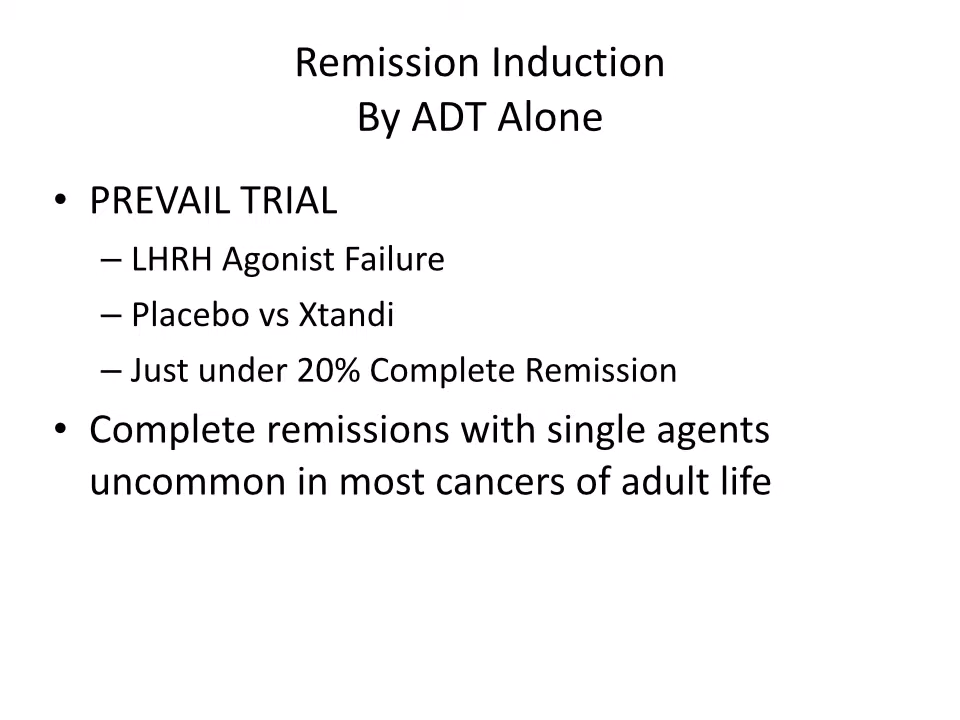 Remission Induction
By ADT Alone
• PREVAIL TRIAL
– LHRH Agonist Failure
– Placebo vs Xtandi
– Just under 20% Complete Remission
• Complete remissions with single agents
uncommon in most cancers of adult life